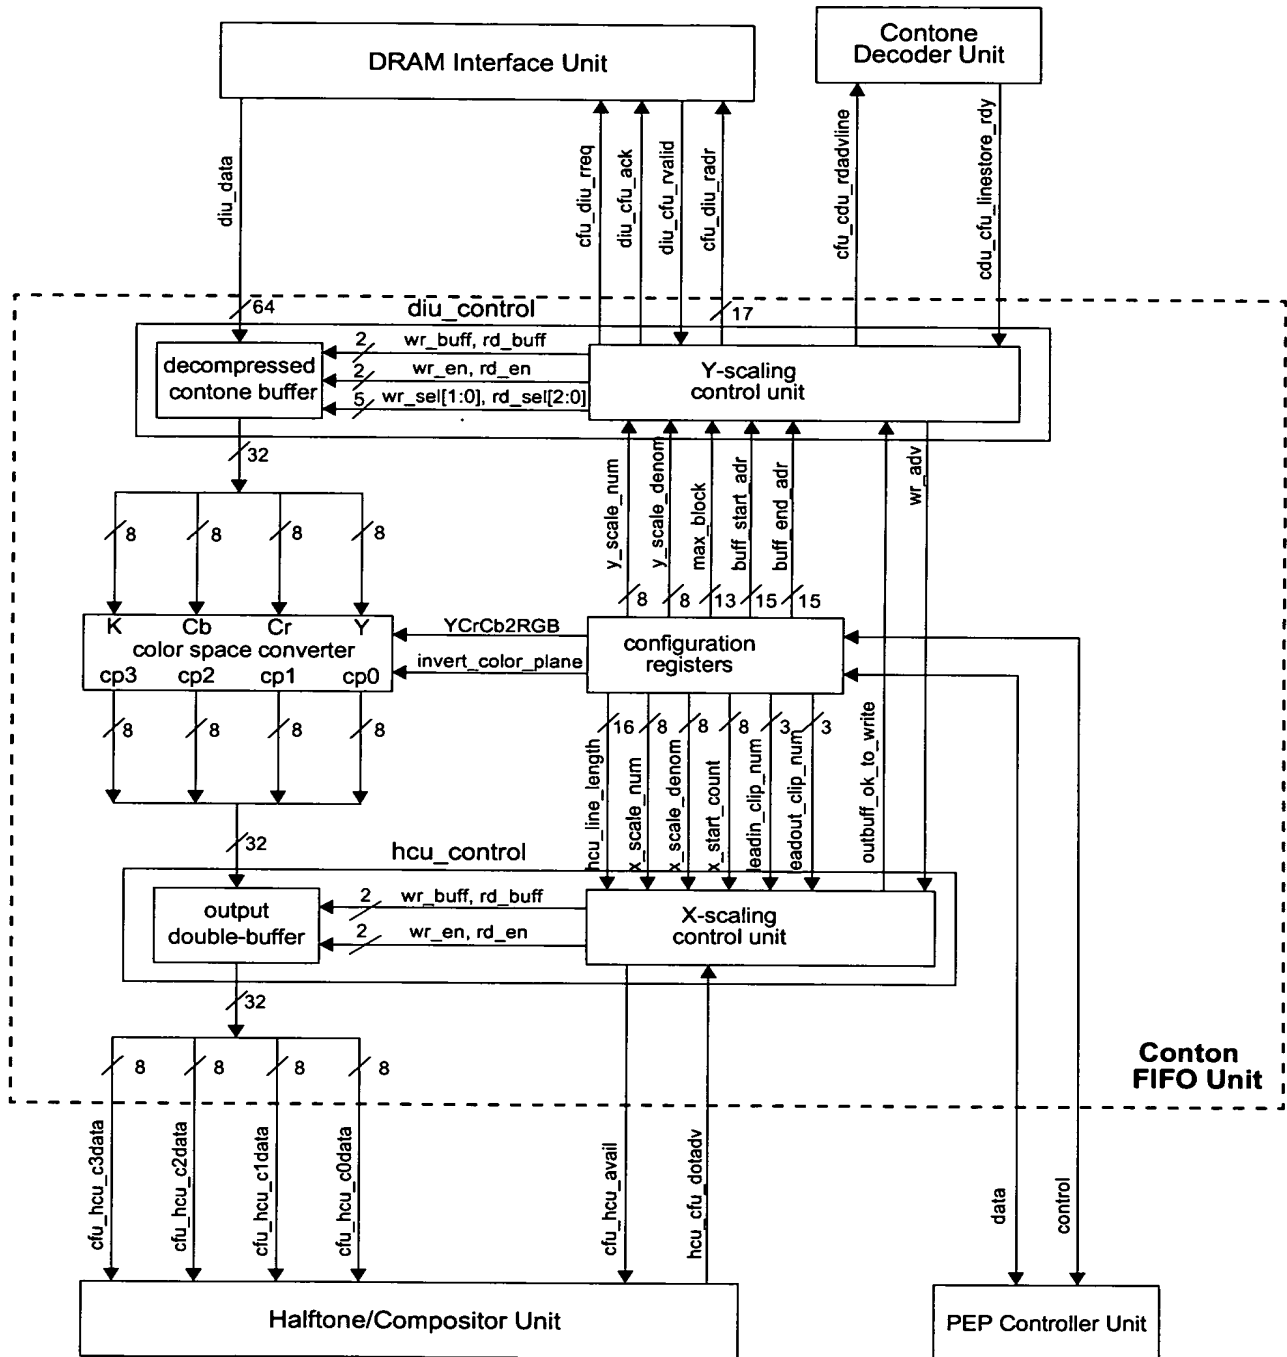 DRAM Interface Unit
Contone
Decoder Unit
diu_data
cfu_diu_rreq
diu_cfu_ack
diu_cfu_rvalid
cfu_diu_radr
cfu_cdu_rdadvline
cdu_cfu_linestore_rdy
64
17
diu_control
decompressed
contone buffer
2
wr_buff, rd_buff
2
wr_en, rd_en
5
wr_sel[1:0], rd_sel[2:0]
Y-scaling
control unit
32
8
8
8
8
y_scale_num
y_scale_denom
max_block
buff_start_adr
buff_end_adr
wr_adv
8
8
13
15
15
K
Cb
Cr
Y
color space converter
cp3
cp2
cp1
cp0
YCrCb2RGB
invert_color_plane
configuration
registers
8
8
8
8
16
8
8
8
3
3
hcu_line_length
x_scale_num
x_scale_denom
x_start_count
leadin_clip_num
leadout_clip_num
outbuff_ok_to_write
32
hcu_control
output
double-buffer
2
wr_buff, rd_buff
2
wr_en, rd_en
X-scaling
control unit
32
8
8
8
8
Conton
FIFO Unit
cfu_hcu_c3data
cfu_hcu_c2data
cfu_hcu_c1data
cfu_hcu_c0data
cfu_hcu_avail
hcu_cfu_dotadv
data
control
Halftone/Compositor Unit
PEP Controller Unit